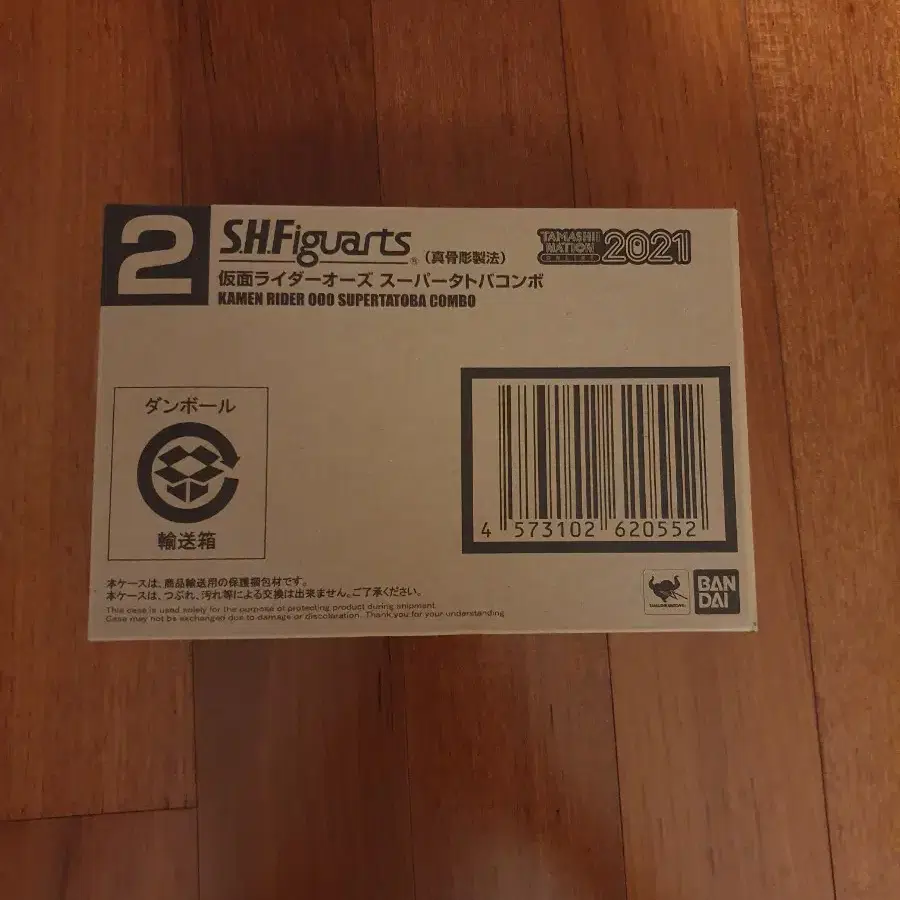 2
S.H.Figuarts ® (真骨彫製法)
TAMASHII NATION ONLINE 2021
仮面ライダーオーズ スーパータトバコンボ
KAMEN RIDER OOO SUPERTATOBA COMBO
ダンボール
輸送箱
4 573102 620552
本ケースは、商品輸送用の保護梱包材です。
本ケースは、つぶれ、汚れ等による交換は出来ません。ご了承ください。
This case is used solely for the purpose of protecting product during shipment.
Case may not be exchanged due to damage or discoloration. Thank you for your understanding
BAN
DAI